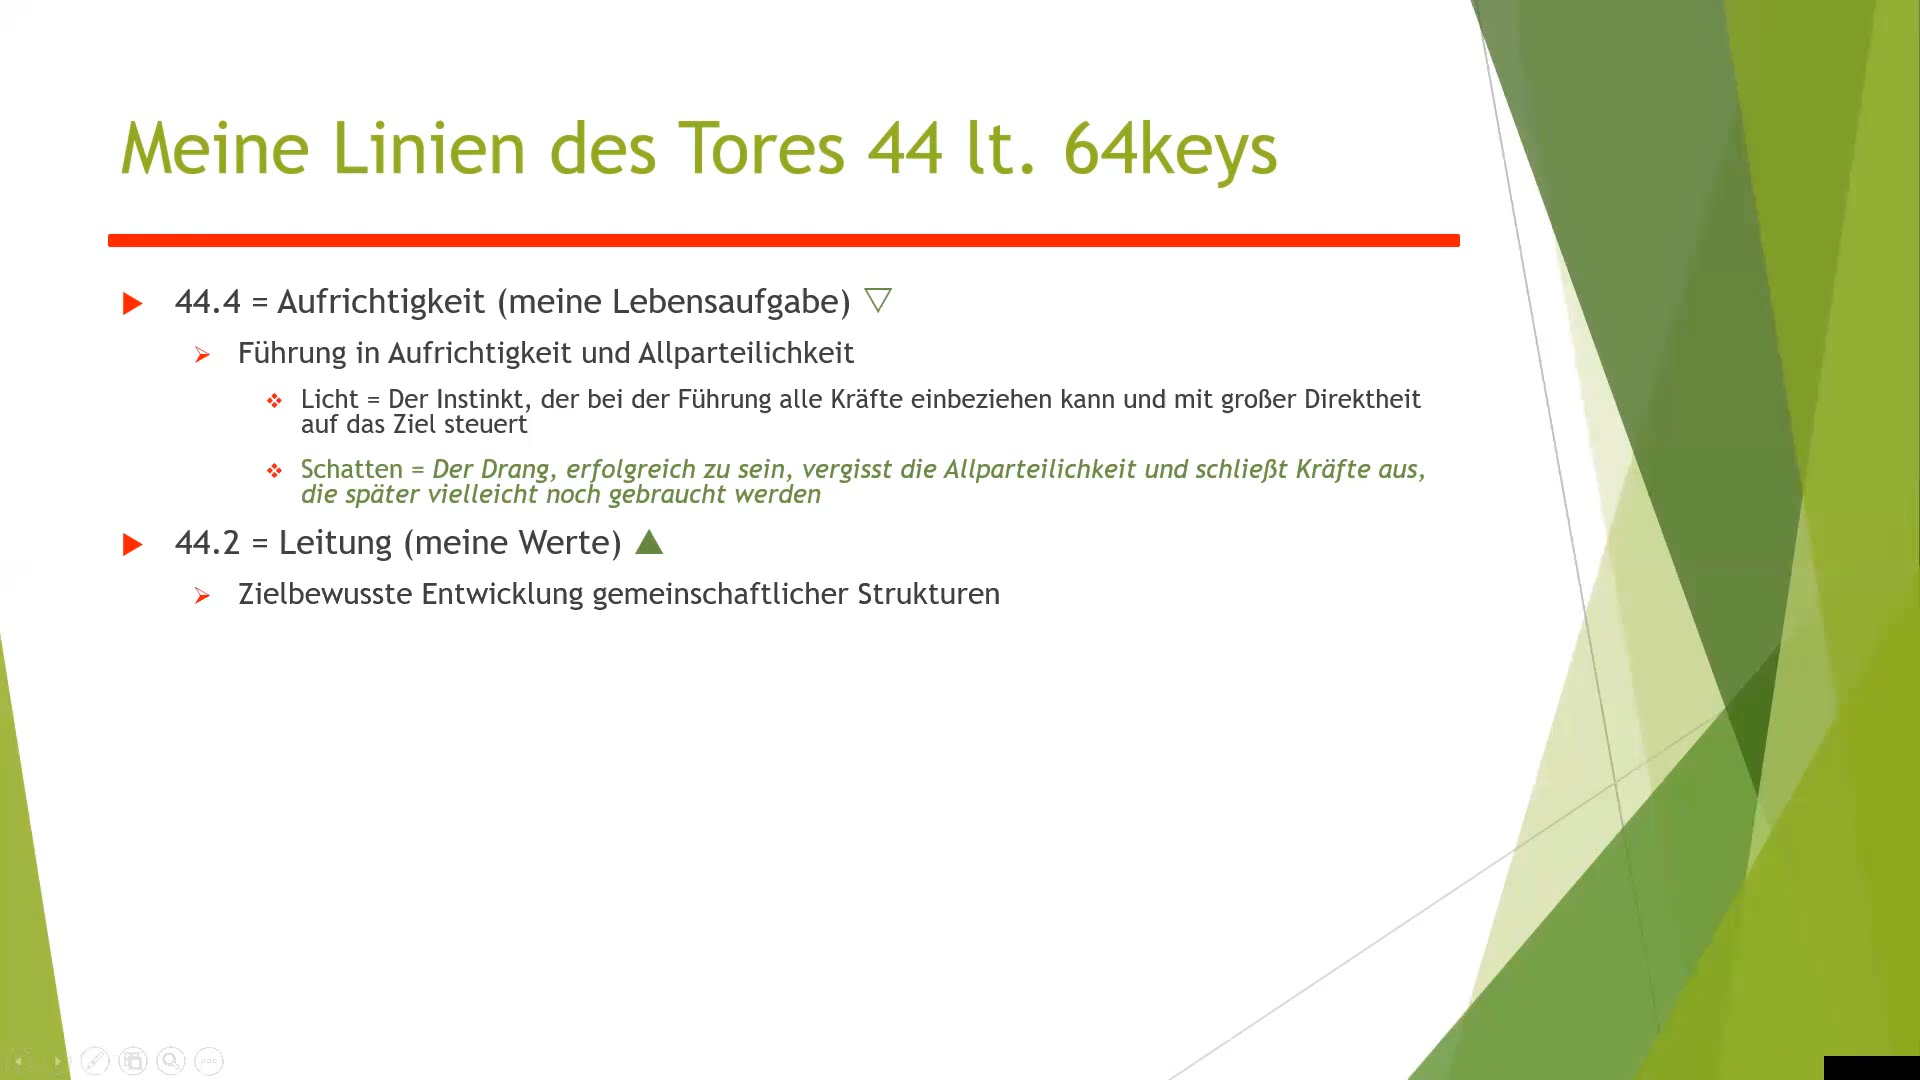 Meine Linien des Tores 44 lt. 64keys
44.4 = Aufrichtigkeit (meine Lebensaufgabe) ▽
Führung in Aufrichtigkeit und Allparteilichkeit
Licht = Der Instinkt, der bei der Führung alle Kräfte einbeziehen kann und mit großer Direktheit
auf das Ziel steuert
Schatten = Der Drang, erfolgreich zu sein, vergisst die Allparteilichkeit und schließt Kräfte aus,
die später vielleicht noch gebraucht werden
44.2 = Leitung (meine Werte) ▲
Zielbewusste Entwicklung gemeinschaftlicher Strukturen